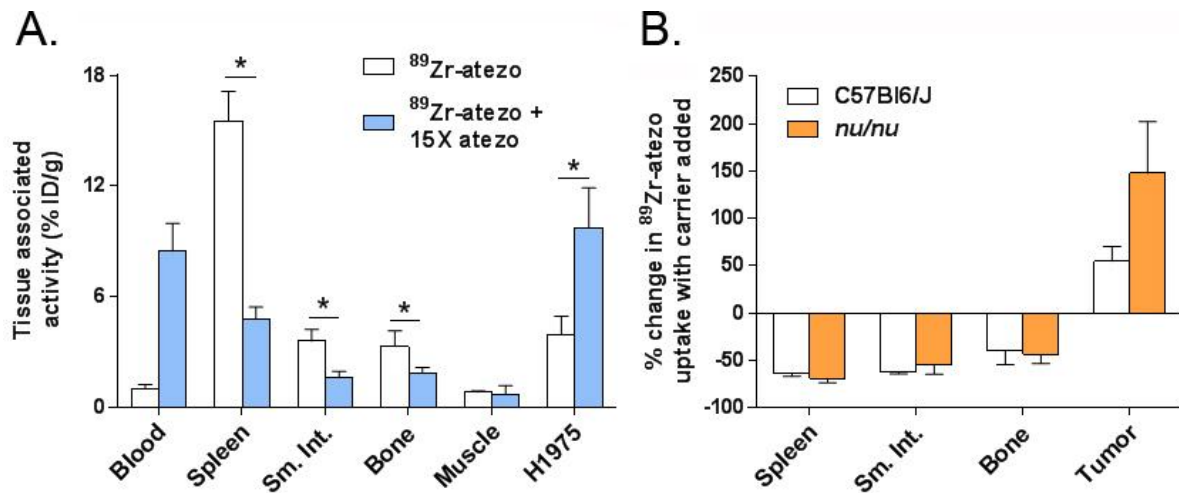 A.
Tissue associated
activity (% ID/g)
18
12
6
0
*
*
*
*
⁸⁹Zr-atezo
⁸⁹Zr-atezo +
15X atezo
Blood
Spleen
Sm. Int.
Bone
Muscle
H1975
B.
% change in ⁸⁹Zr-atezo
uptake with carrier added
250
200
150
100
50
0
-50
-100
C57Bl6/J
nu/nu
Spleen
Sm. Int.
Bone
Tumor